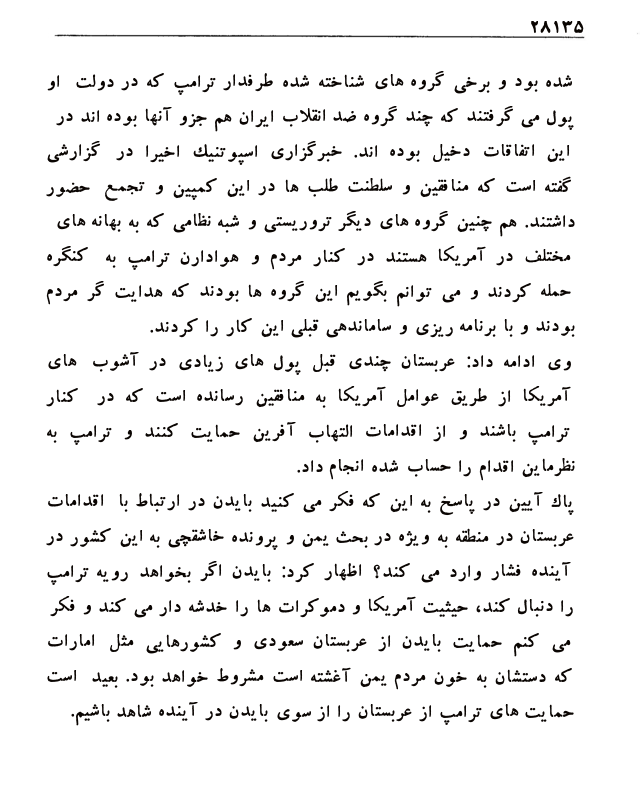 ۲۸۱۳۵
شده بود و برخی گروه های شناخته شده طرفدار ترامپ که در دولت او
پول می گرفتند که چند گروه ضد انقلاب ایران هم جزو آنها بوده اند در
این اتفاقات دخیل بوده اند. خبرگزاری اسپوتنیك اخیرا در گزارشی
گفته است که منافقین و سلطنت طلب ها در این کمپین و تجمع حضور
داشتند. هم چنین گروه های دیگر تروریستی و شبه نظامی که به بهانه های
مختلف در آمریکا هستند در کنار مردم و هوادارن ترامپ به کنگره
حمله کردند و می توانم بگویم این گروه ها بودند که هدایت گر مردم
بودند و با برنامه ریزی و ساماندهی قبلی این کار را کردند.
وی ادامه داد: عربستان چندی قبل پول های زیادی در آشوب های
آمریکا از طریق عوامل آمریکا به منافقین رسانده است که در کنار
ترامپ باشند و از اقدامات التهاب آفرین حمایت کنند و ترامپ به
نظرماین اقدام را حساب شده انجام داد.
پاك آیین در پاسخ به این که فکر می کنید بایدن در ارتباط با اقدامات
عربستان در منطقه به ویژه در بحث یمن و پرونده خاشقچی به این کشور در
آینده فشار وارد می کند؟ اظهار کرد: بایدن اگر بخواهد رویه ترامپ
را دنبال کند، حیثیت آمریکا و دموکرات ها را خدشه دار می کند و فکر
می کنم حمایت بایدن از عربستان سعودی و کشورهایی مثل امارات
که دستشان به خون مردم یمن آغشته است مشروط خواهد بود. بعید است
حمایت های ترامپ از عربستان را از سوی بایدن در آینده شاهد باشیم.